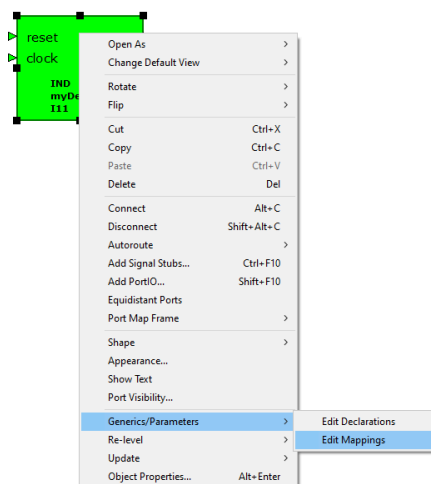 reset
clock
IND
myDe
I11
Open As >
Change Default View >
Rotate >
Flip >
Cut Ctrl+X
Copy Ctrl+C
Paste Ctrl+V
Delete Del
Connect Alt+C
Disconnect Shift+Alt+C
Autoroute >
Add Signal Stubs... Ctrl+F10
Add PortIO... Shift+F10
Equidistant Ports
Port Map Frame >
Shape >
Appearance...
Show Text
Port Visibility...
Generics/Parameters >
Edit Declarations
Re-level >
Edit Mappings
Update >
Object Properties... Alt+Enter